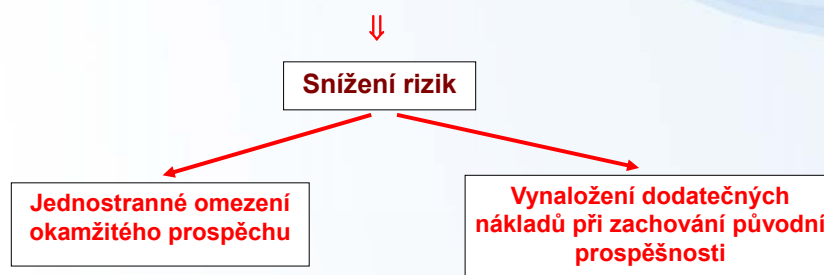 ⇓
Snížení rizik
Jednostranné omezení
okamžitého prospěchu
Vynaložení dodatečných
nákladů při zachování původní
prospěšnosti